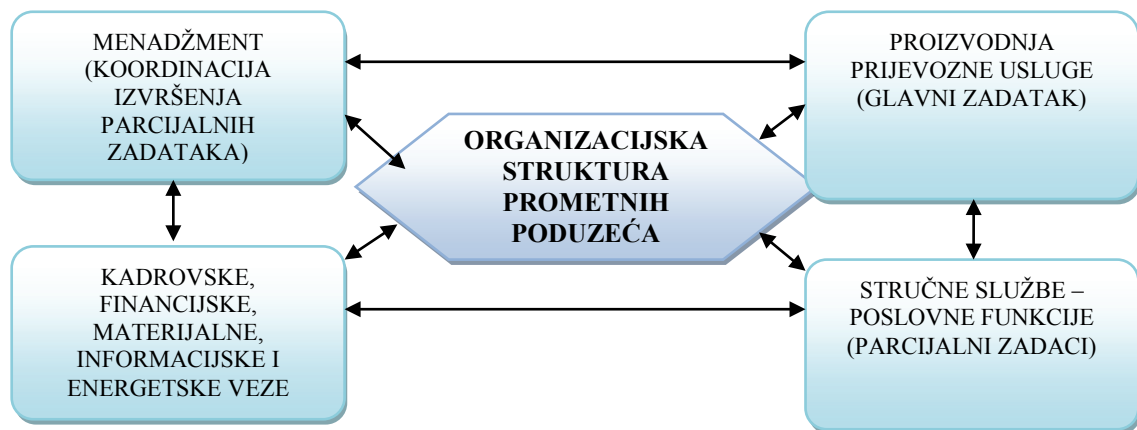 MENADŽMENT
(KOORDINACIJA
IZVRŠENJA
PARCIJALNIH
ZADATAKA)
PROIZVODNJA
PRIJEVOZNE USLUGE
(GLAVNI ZADATAK)
ORGANIZACIJSKA
STRUKTURA
PROMETNIH
PODUZEĆA
KADROVSKE,
FINANCIJSKE,
MATERIJALNE,
INFORMACIJSKE I
ENERGETSKE VEZE
STRUČNE SLUŽBE –
POSLOVNE FUNKCIJE
(PARCIJALNI ZADACI)